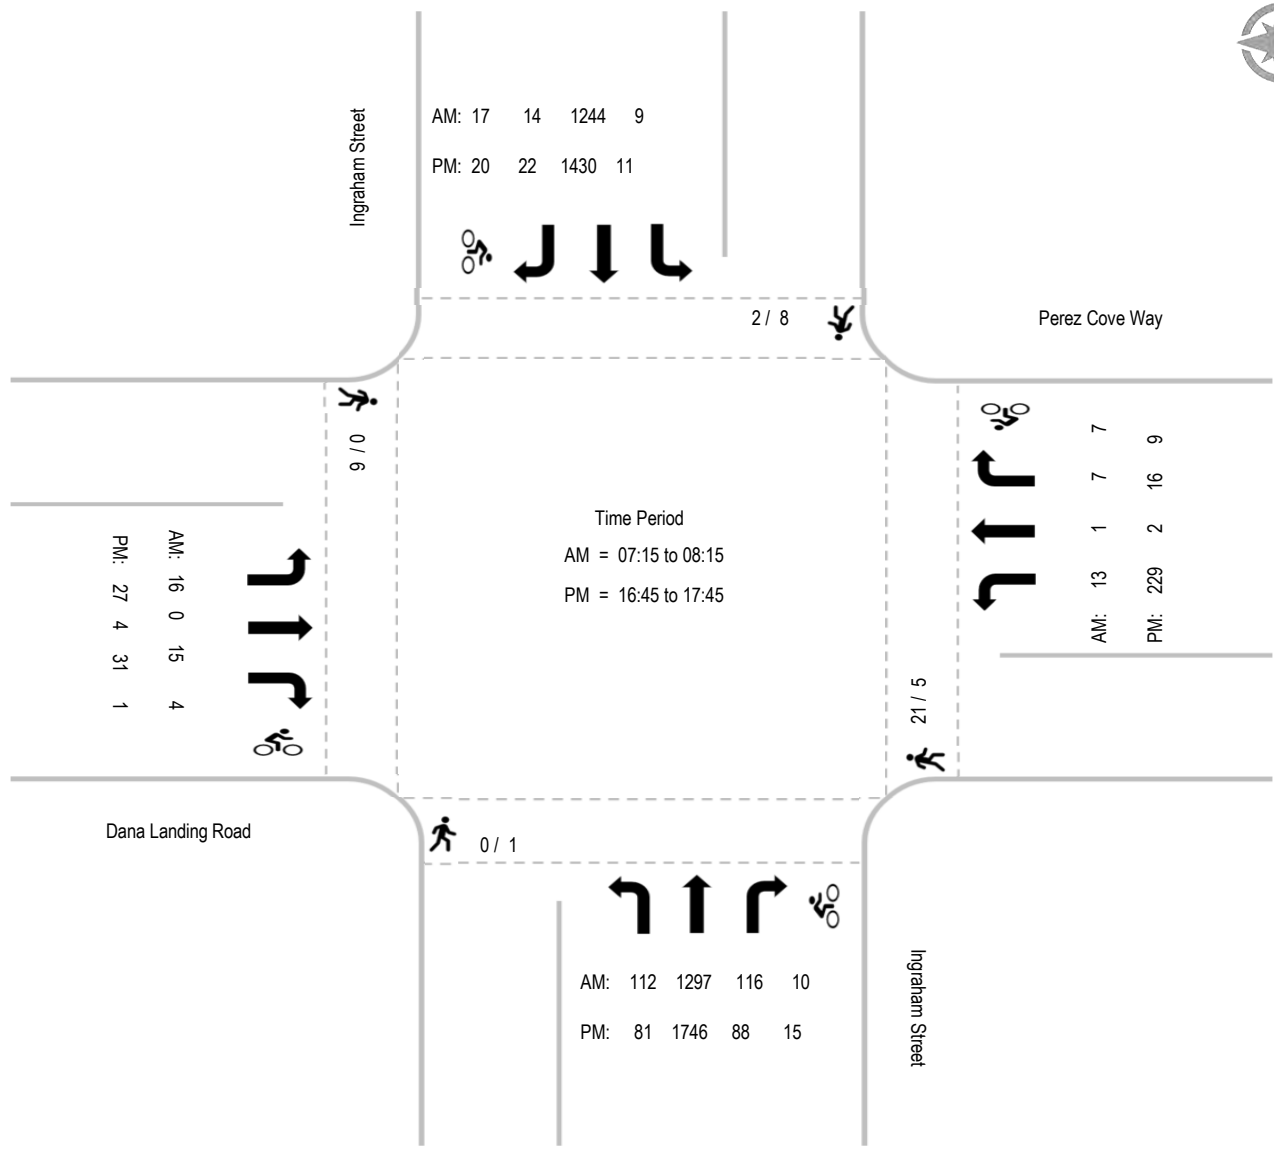 Ingraham Street
AM: 17 14 1244 9
PM: 20 22 1430 11
2 / 8
Perez Cove Way
0 / 6
Time Period
AM = 07:15 to 08:15
PM = 16:45 to 17:45
AM: 16 0 15 4
PM: 27 4 31 1
AM: 13 1 7 7
PM: 229 2 16 9
21 / 5
Dana Landing Road
0 / 1
AM: 112 1297 116 10
PM: 81 1746 88 15
Ingraham Street